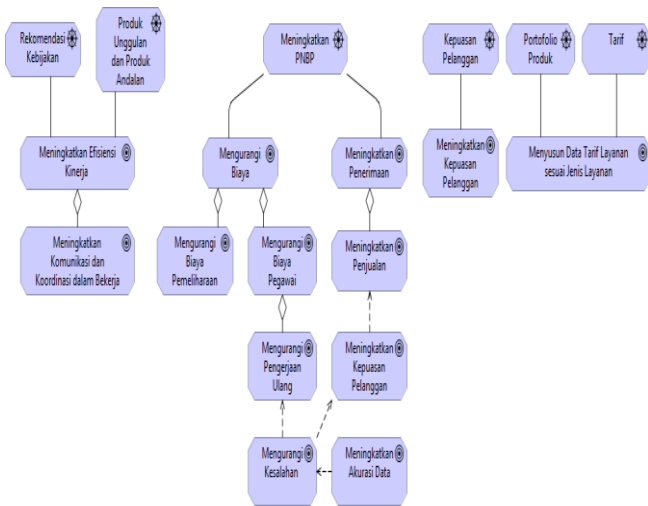 Rekomendasi
Kebijakan
Produk
Unggulan
dan Produk
Andalan
Meningkatkan
PNBP
Kepuasan
Pelanggan
Portofolio
Produk
Tarif
Meningkatkan Efisiensi
Kinerja
Mengurangi
Biaya
Meningkatkan
Penerimaan
Meningkatkan
Kepuasan
Pelanggan
Menyusun Data Tarif Layanan
sesuai Jenis Layanan
Meningkatkan
Komunikasi dan
Koordinasi dalam Bekerja
Mengurangi
Biaya
Pemeliharaan
Mengurangi
Biaya
Pegawai
Meningkatkan
Penjualan
Mengurangi
Pengerjaan
Ulang
Meningkatkan
Kepuasan
Pelanggan
Mengurangi
Kesalahan
Meningkatkan
Akurasi Data